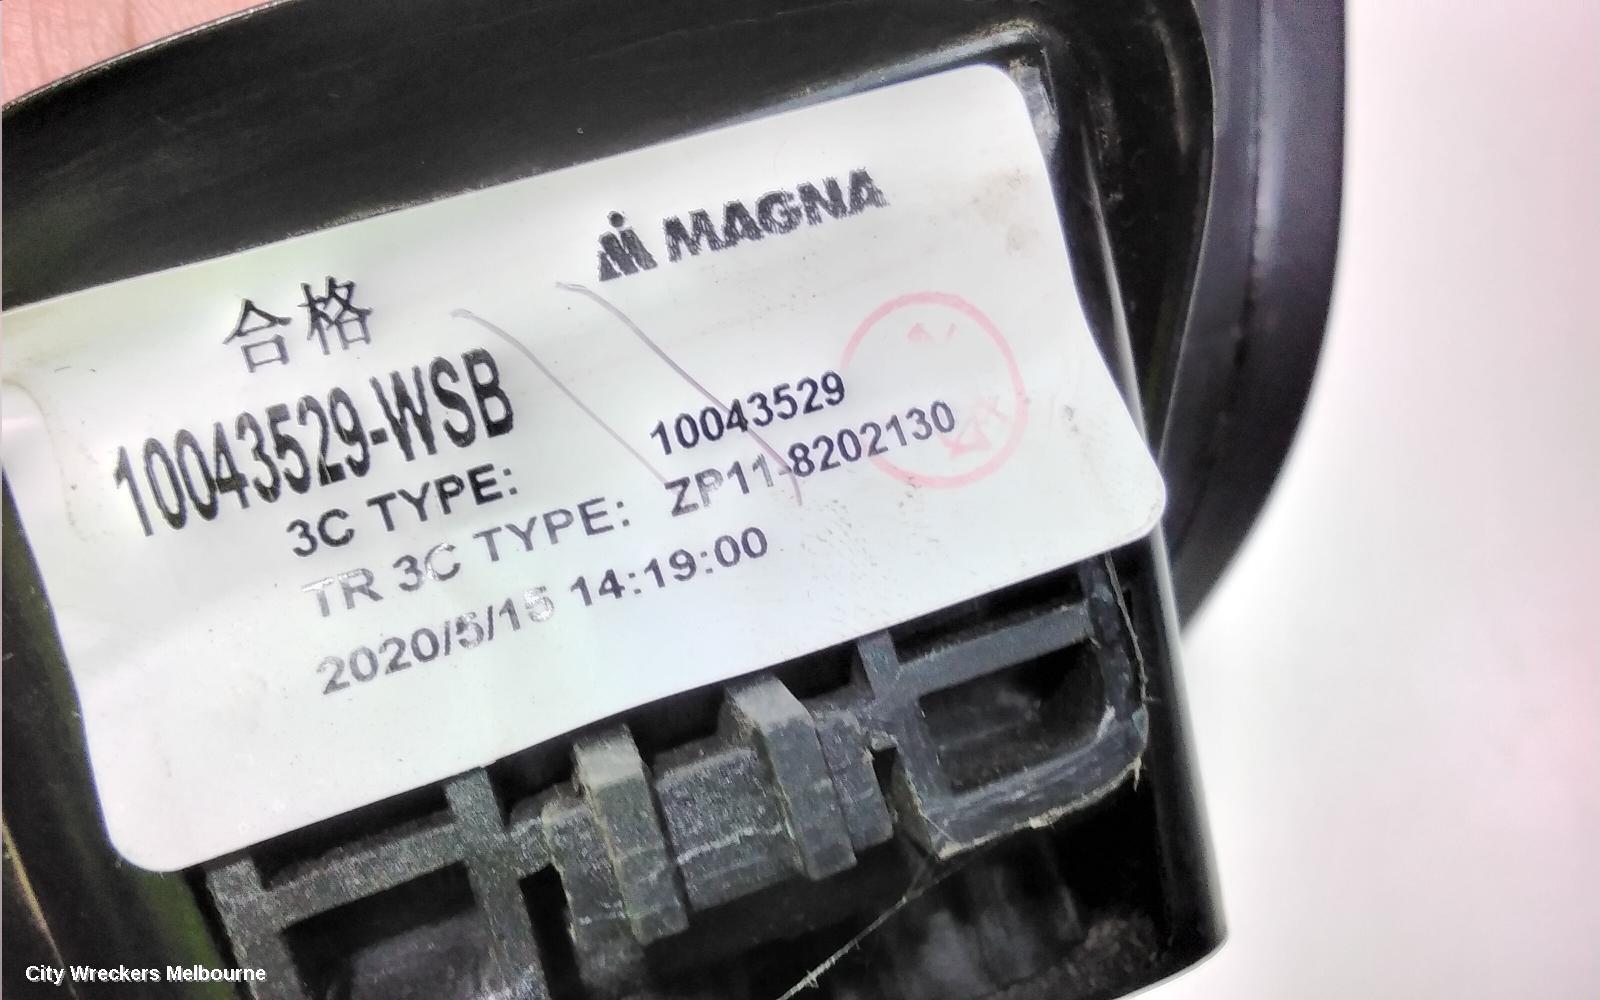 MAGNA
合格
10043529-WSB
3C TYPE: 10043529
TR 3C TYPE: ZP11-8202130
2020/5/15 14:19:00
City Wreckers Melbourne